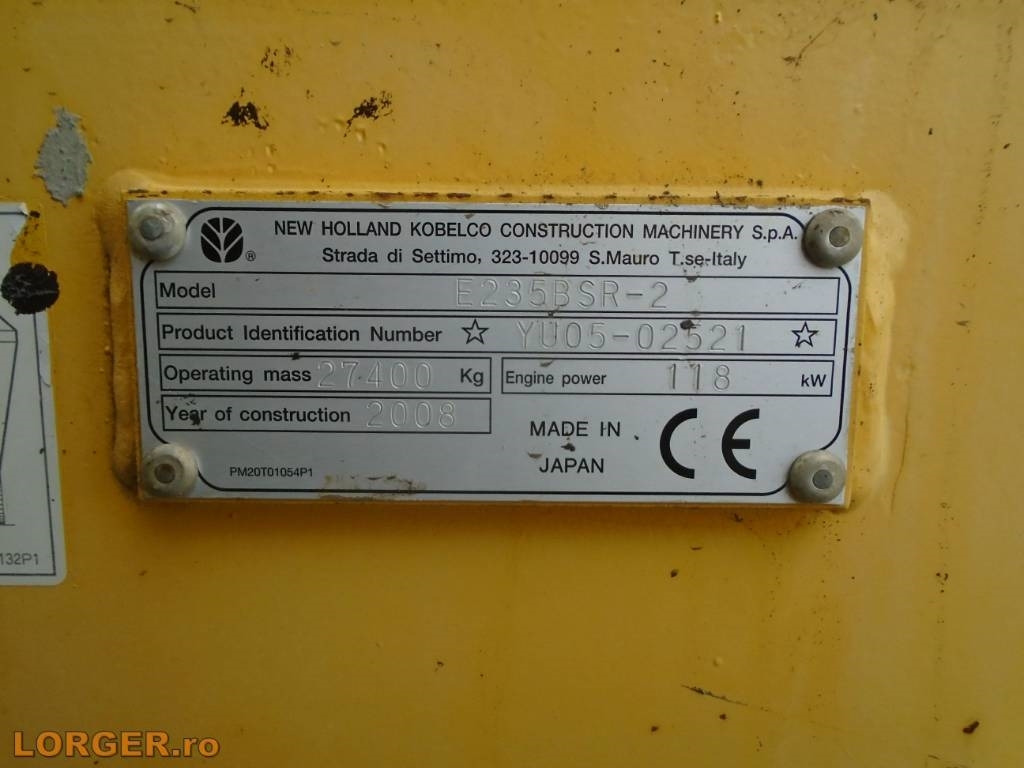 NEW HOLLAND KOBELCO CONSTRUCTION MACHINERY S.p.A.
®
Strada di Settimo, 323-10099 S.Mauro T.se-Italy
Model E235BSR-2
Product Identification Number ☆ YU05-02521 ☆
Operating mass 27400 Kg Engine power 118 kW
Year of construction 2008
MADE IN
JAPAN
CE
PM20T01054P1
132P1
LORGER.ro